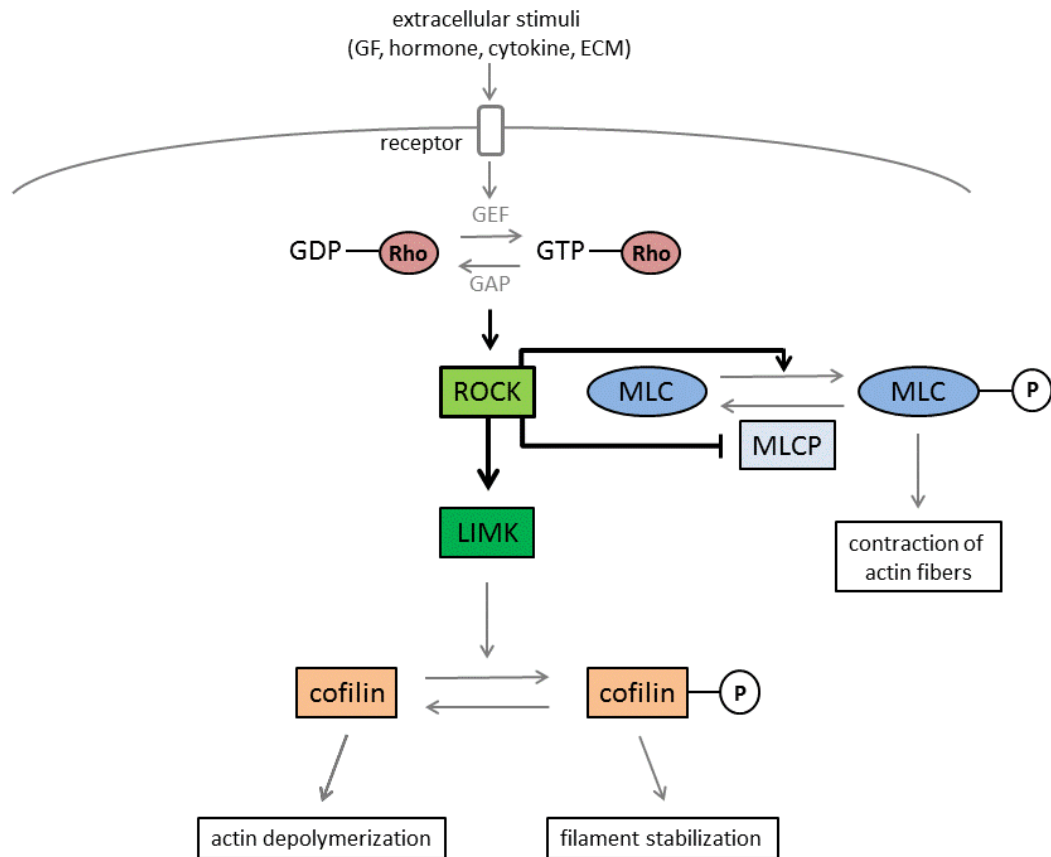 extracellular stimuli
(GF, hormone, cytokine, ECM)
receptor
GEF
GDP Rho GTP Rho
GAP
ROCK MLC MLC P
MLCP
LIMK
contraction of
actin fibers
cofilin cofilin P
actin depolymerization filament stabilization